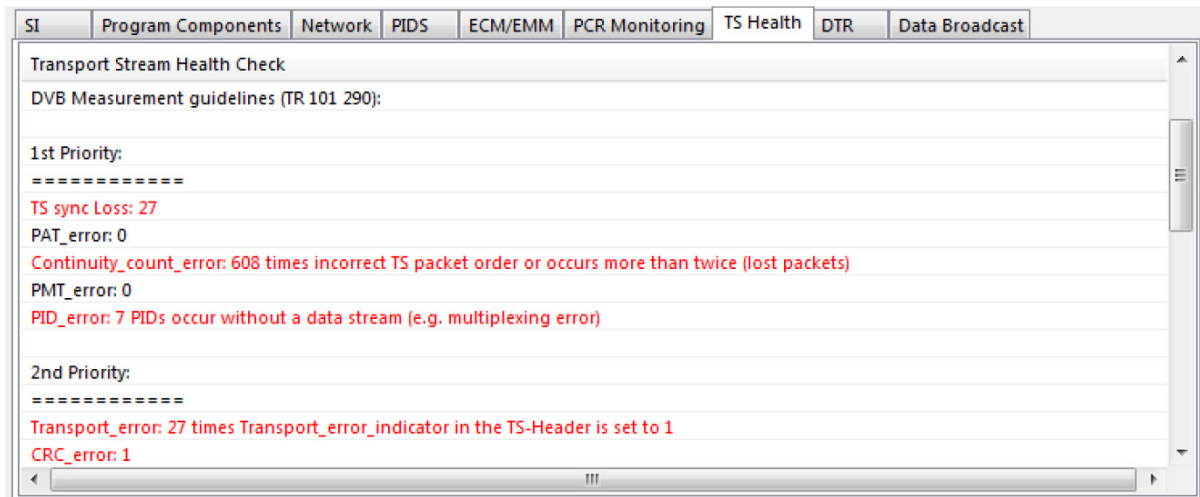 SI Program Components Network PIDS ECM/EMM PCR Monitoring TS Health DTR Data Broadcast
Transport Stream Health Check
DVB Measurement guidelines (TR 101 290):
1st Priority:
============
TS sync Loss: 27
PAT_error: 0
Continuity_count_error: 608 times incorrect TS packet order or occurs more than twice (lost packets)
PMT_error: 0
PID_error: 7 PIDs occur without a data stream (e.g. multiplexing error)
2nd Priority:
============
Transport_error: 27 times Transport_error_indicator in the TS-Header is set to 1
CRC_error: 1